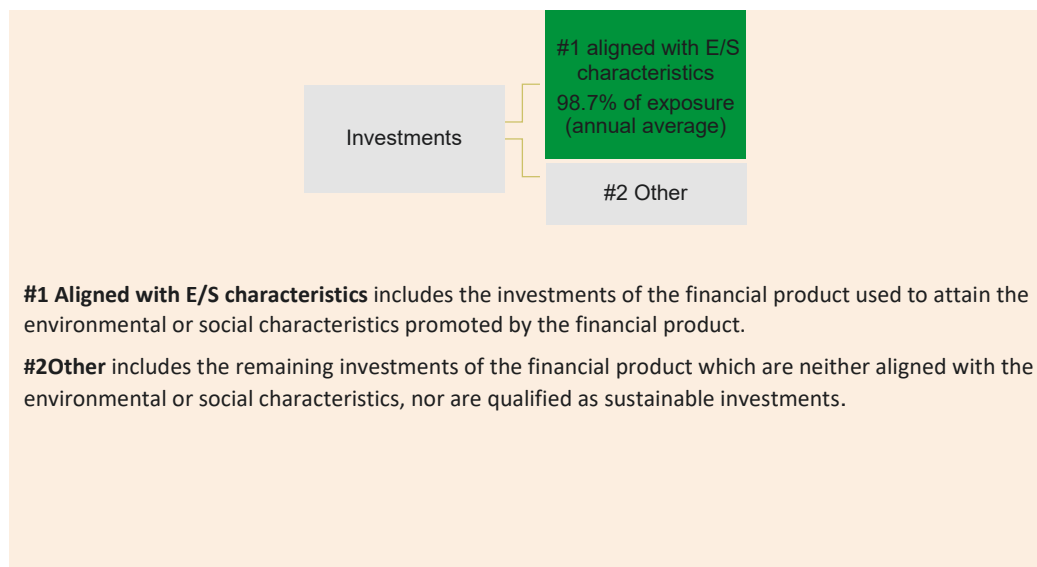 #1 aligned with E/S
characteristics
98.7% of exposure
(annual average)
Investments
#2 Other
#1 Aligned with E/S characteristics includes the investments of the financial product used to attain the
environmental or social characteristics promoted by the financial product.
#2Other includes the remaining investments of the financial product which are neither aligned with the
environmental or social characteristics, nor are qualified as sustainable investments.